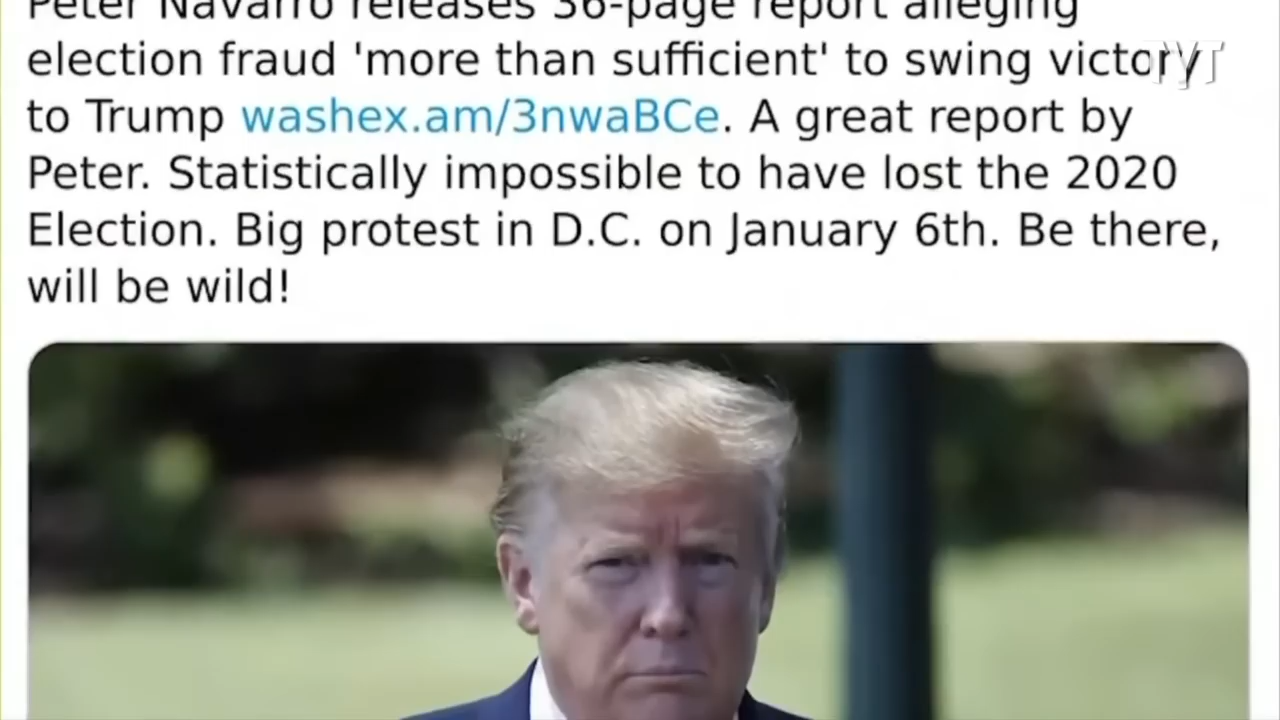 Peter Navarro releases 36-page report alleging
election fraud 'more than sufficient' to swing victory
to Trump washex.am/3nwaBCe. A great report by
Peter. Statistically impossible to have lost the 2020
Election. Big protest in D.C. on January 6th. Be there,
will be wild!
TYT